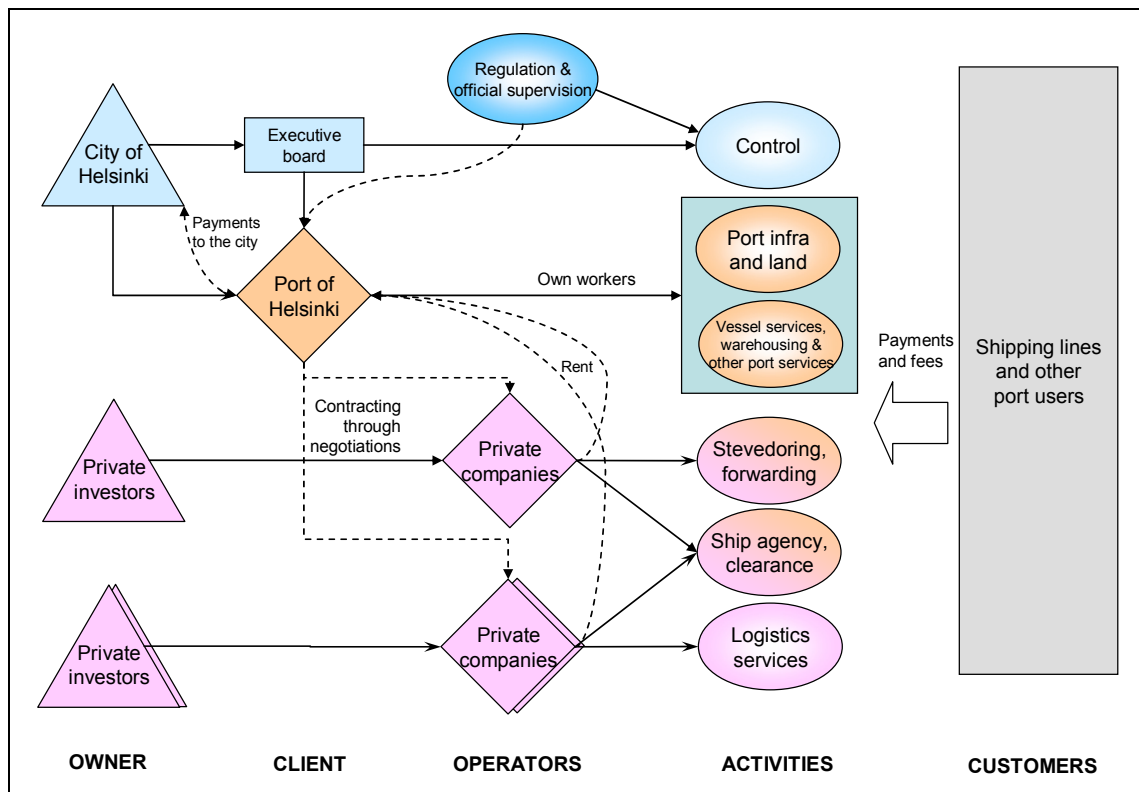 Regulation &
official supervision
City of
Helsinki
Executive
board
Control
Payments
to the city
Port infra
and land
Port of
Helsinki
Own workers
Vessel services,
warehousing &
other port services
Payments
and fees
Shipping lines
and other
port users
Rent
Contracting
through
negotiations
Private
investors
Private
companies
Stevedoring,
forwarding
Ship agency,
clearance
Private
investors
Private
companies
Logistics
services
OWNER
CLIENT
OPERATORS
ACTIVITIES
CUSTOMERS